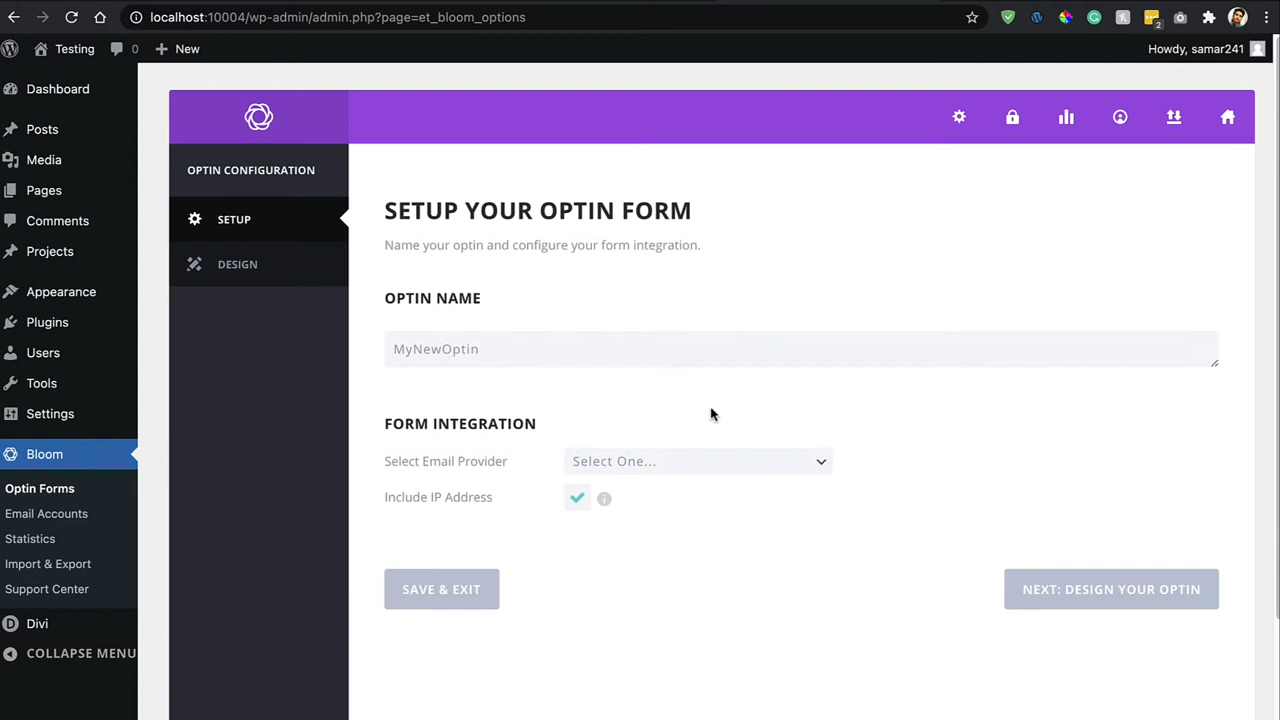 localhost:10004/wp-admin/admin.php?page=et_bloom_options
2
Testing
0
New
Howdy, samar241
Dashboard
Posts
Media
Pages
Comments
Projects
Appearance
Plugins
Users
Tools
Settings
Bloom
Optin Forms
Email Accounts
Statistics
Import & Export
Support Center
Divi
COLLAPSE MENU
OPTIN CONFIGURATION
SETUP
DESIGN
SETUP YOUR OPTIN FORM
Name your optin and configure your form integration.
OPTIN NAME
MyNewOptin
FORM INTEGRATION
Select Email Provider
Select One...
Include IP Address
SAVE & EXIT
NEXT: DESIGN YOUR OPTIN